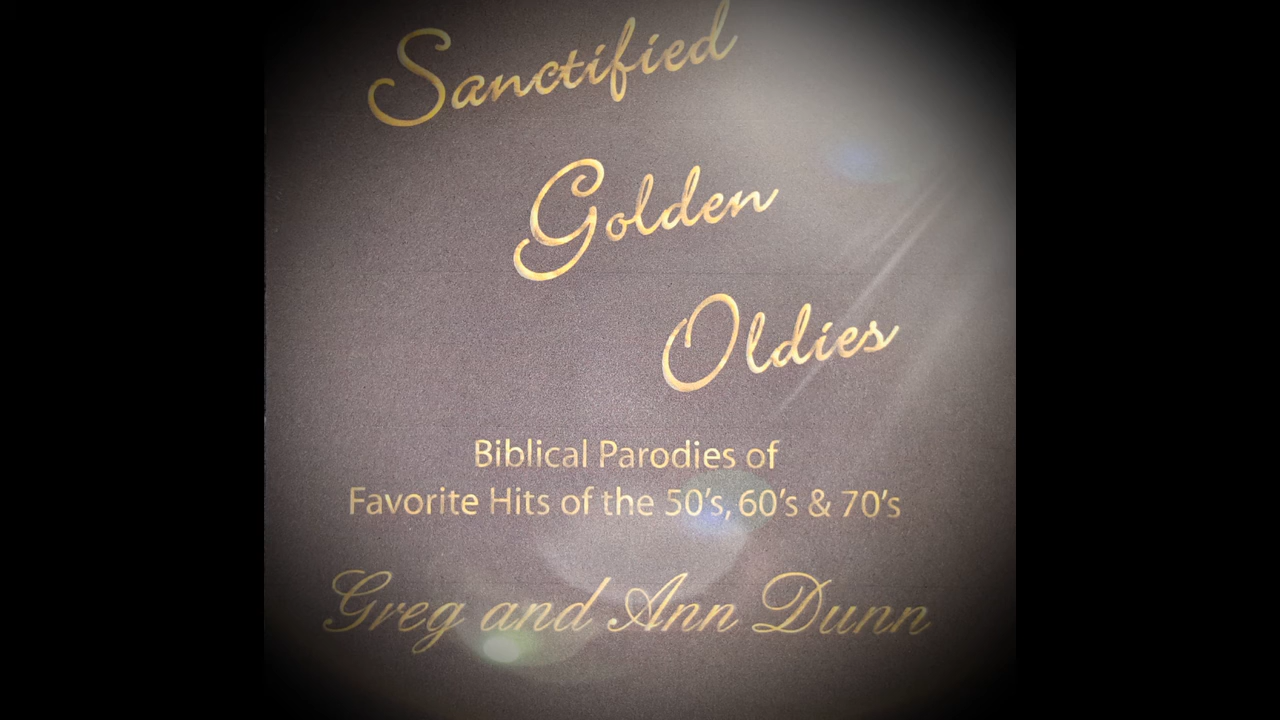 Sanctified
Golden
Oldies
Biblical Parodies of
Favorite Hits of the 50's, 60's & 70's
Greg and Ann Dunn